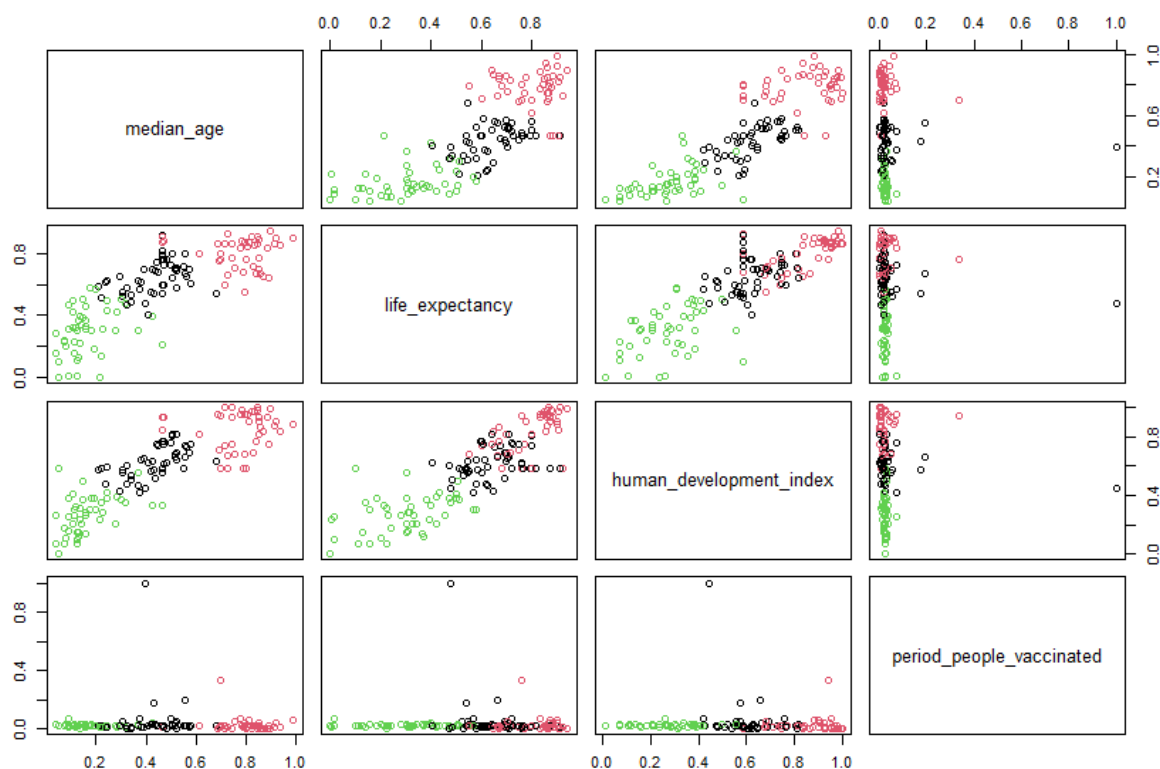 0.0 0.2 0.4 0.6 0.8
0.0 0.2 0.4 0.6 0.8 1.0
median_age
0.2 0.6 1.0
0.0 0.4 0.8
life_expectancy
human_development_index
0.0 0.4 0.8
0.0 0.4 0.8
period_people_vaccinated
0.2 0.4 0.6 0.8 1.0
0.0 0.2 0.4 0.6 0.8 1.0